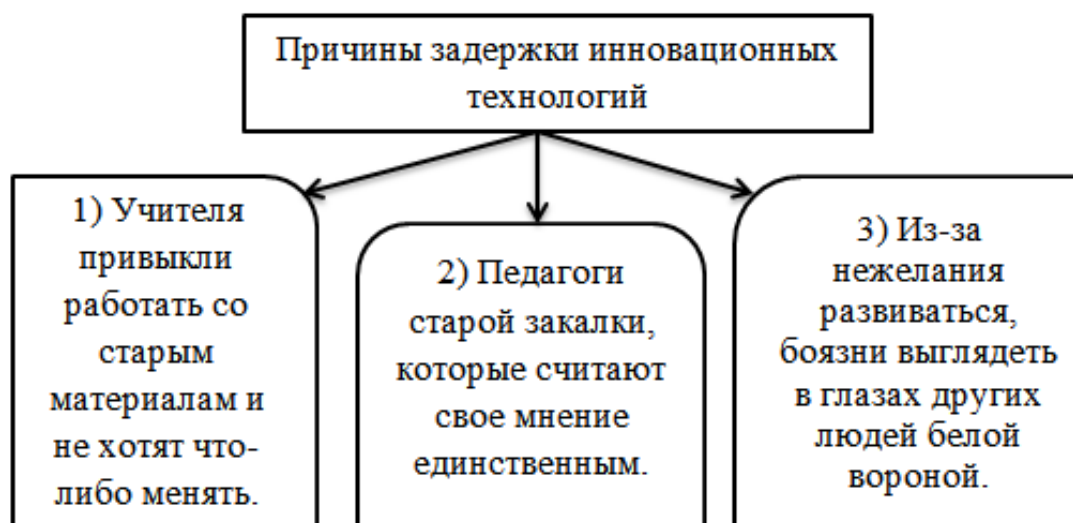 Причины задержки инновационных
технологий
1) Учителя
привыкли
работать со
старым
материалам и
не хотят что-
либо менять.
2) Педагоги
старой закалки,
которые считают
свое мнение
единственным.
3) Из-за
нежелания
развиваться,
боязни выглядеть
в глазах других
людей белой
вороной.